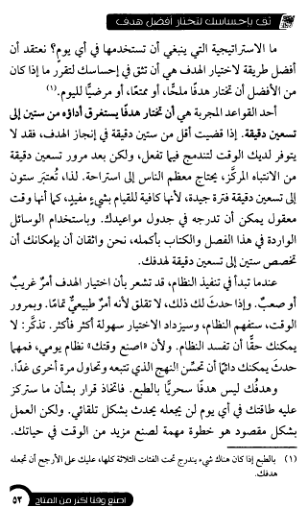 ثق بإحساسك لتختار أفضل هدف
ما الاستراتيجية التي ينبغي أن تستخدمها في أي يومٍ؟ نعتقد أن
أفضل طريقة لاختيار الهدف هي أن تثق في إحساسك لتقرر ما إذا كان
من الأفضل أن تختار هدفًا ملحًّا، أو ممتعًا، أو مرضيًا لليوم.(١)
أحد القواعد المجربة هي أن تختار هدفًا يستغرق أداؤه من ستين إلى
تسعين دقيقة. إذا قضيت أقل من ستين دقيقة في إنجاز الهدف، فقد لا
يتوفر لديك الوقت لتندمج فيما تفعل، ولكن بعد مرور تسعين دقيقة
من الانتباه المركَّز، يحتاج معظم الناس إلى استراحة. لذا تُعتبَر ستون
إلى تسعين دقيقة فترة جيدة، لأنها كافية للقيام بشيءٍ مفيد، كما أنها وقت
معقول يمكن أن تدرجه في جدول مواعيدك. وباستخدام الوسائل
الواردة في هذا الفصل والكتاب بأكمله، نحن واثقان أن بإمكانك أن
تخصص ستين إلى تسعين دقيقة لهدفك.
عندما تبدأ في تنفيذ النظام، قد تشعر بأن اختيار الهدف أمرٌ غريبٌ
أو صعبٌ. وإذا حدث لك ذلك، لا تقلق لأنه أمرٌ طبيعيٌّ تمامًا. وبمرور
الوقت، ستفهم النظام، وسيزداد الاختيار سهولة أكثر فأكثر. تذكَّر: لا
يمكنك حقًّا أن تفسد النظام. ولأن «اصنع وقتك» نظام يومي، فمهما
حدث يمكنك دائمًا أن تحسِّن النهج الذي تتبعه وتحاول مرة أخرى غدًا.
وهدفُك ليس هدفًا سحريًّا بالطبع. فاتخاذ قرار بشأن ما ستركز
عليه طاقتك في أي يوم لن يجعله يحدث بشكل تلقائي. ولكن العمل
بشكل مقصود هو خطوة مهمة لصنع مزيد من الوقت في حياتك.
(١) بالطبع إذا كان هناك شيء يندرج تحت الفئات الثلاثة كلها، عليك على الأرجح أن تجعله
هدفك.
اصنع وقتًا أكثر من المتاح
٥٣